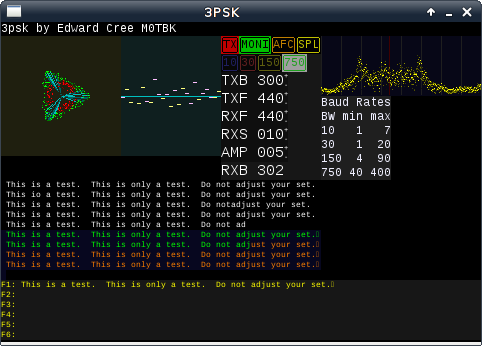 3PSK
3psk by Edward Cree M0TBK
TX MONI AFC SPL
10 30 150 750
TXB 300
TXF 440
RXF 440
RXS 010
AMP 005
RXB 302
Baud Rates
BW min max
10 1 7
30 1 20
150 4 90
750 40 400
This is a test. This is only a test. Do not adjust your set.
This io a test. This is only a test. Do not adjust your set.
This is a test. This is only a test. Do notadjust your set.
This is a test. This is only a test. Do not adjust your set.
This is a test. This is only a test. Do not ad
This is a test. This is only a test. Do not adjust your set.
This is a test. This is only a test. Do not adjust your set.
This is a test. This is only a test. Do not adjust your set.
This is a test. This is only a test. Do not adjust your set.
F1: This is a test. This is only a test. Do not adjust your set.
F2:
F3:
F4:
F5:
F6: